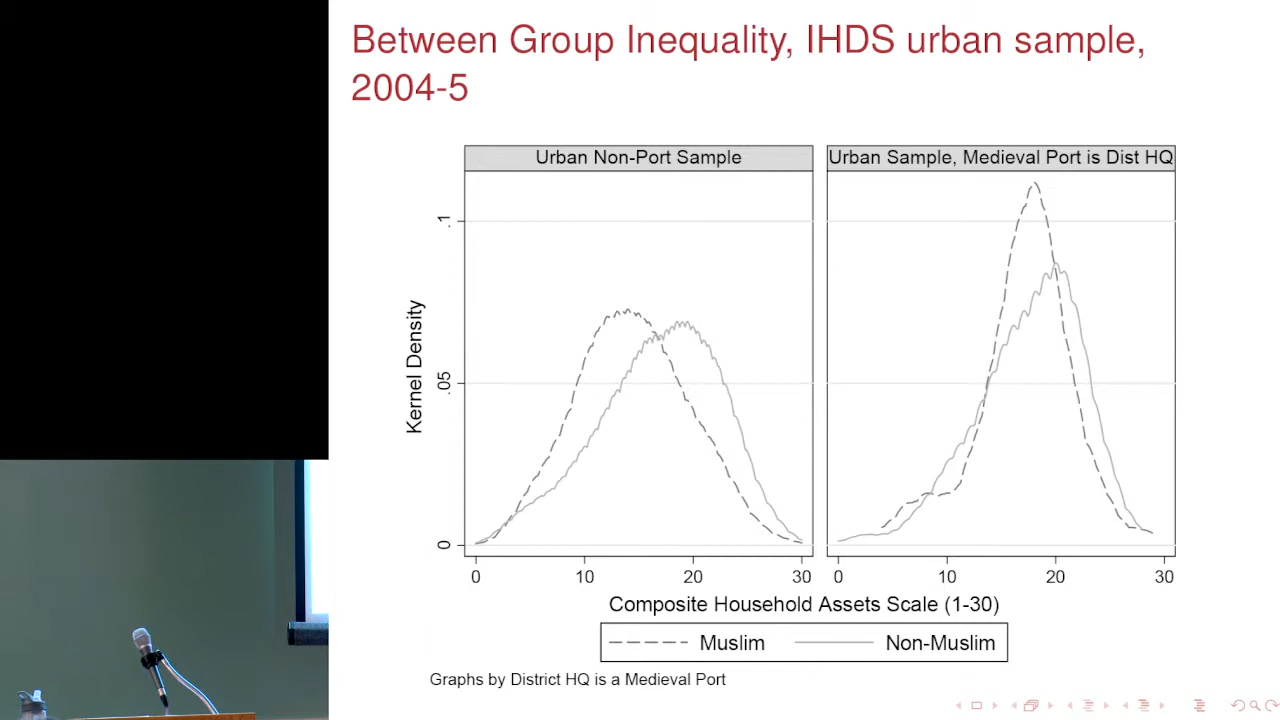 Between Group Inequality, IHDS urban sample,
2004-5
Urban Non-Port Sample
Urban Sample, Medieval Port is Dist HQ
Kernel Density
.1
.05
0
0 10 20 30
0 10 20 30
Composite Household Assets Scale (1-30)
Muslim
Non-Muslim
Graphs by District HQ is a Medieval Port